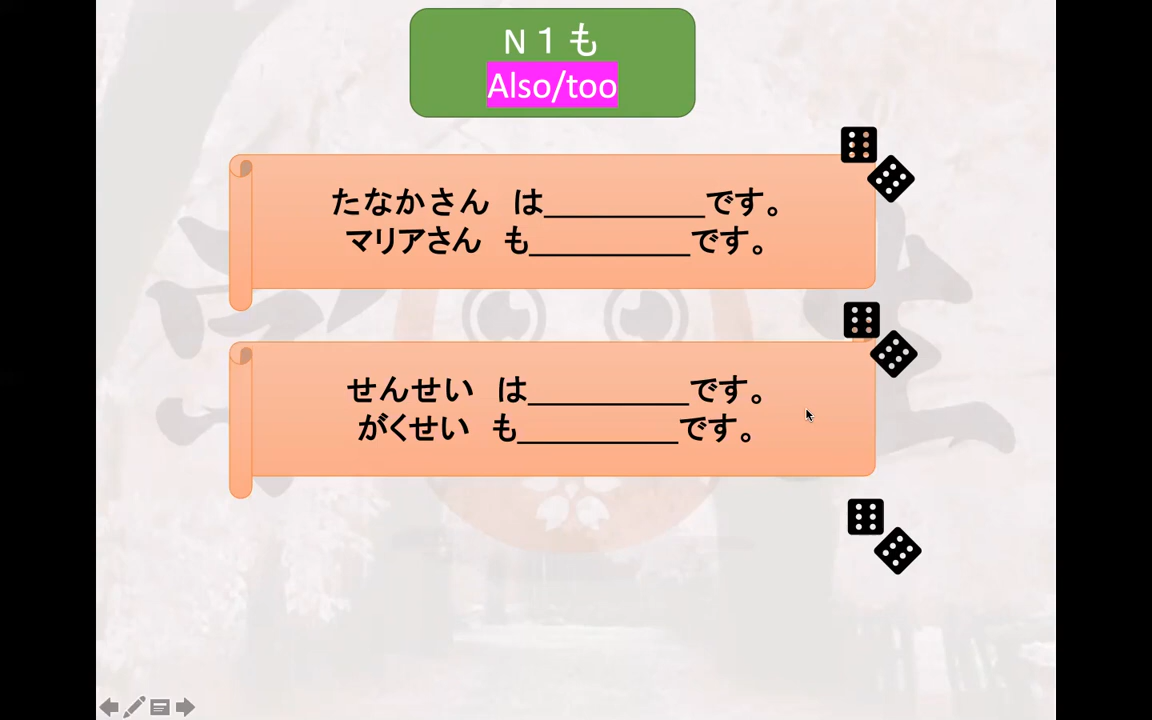 N１も
Also/too
たなかさん　は__________です。
マリアさん　も__________です。
せんせい　は__________です。
がくせい　も__________です。
学生